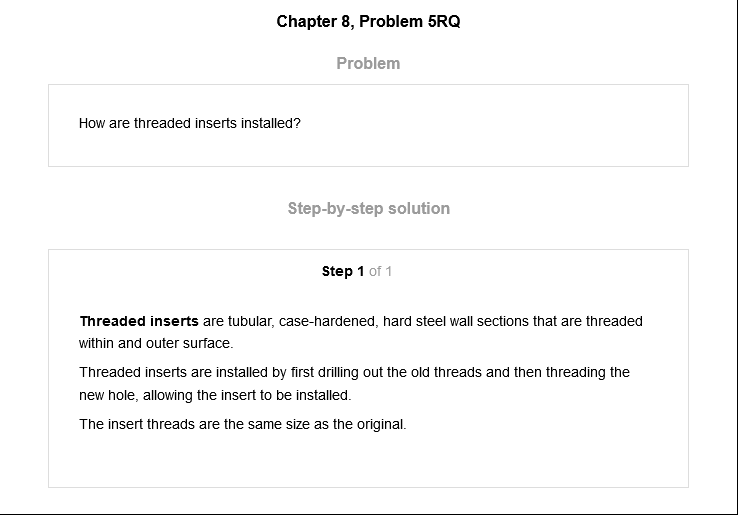 Chapter 8, Problem 5RQ
Problem
How are threaded inserts installed?
Step-by-step solution
Step 1 of 1
Threaded inserts are tubular, case-hardened, hard steel wall sections that are threaded
within and outer surface.
Threaded inserts are installed by first drilling out the old threads and then threading the
new hole, allowing the insert to be installed.
The insert threads are the same size as the original.